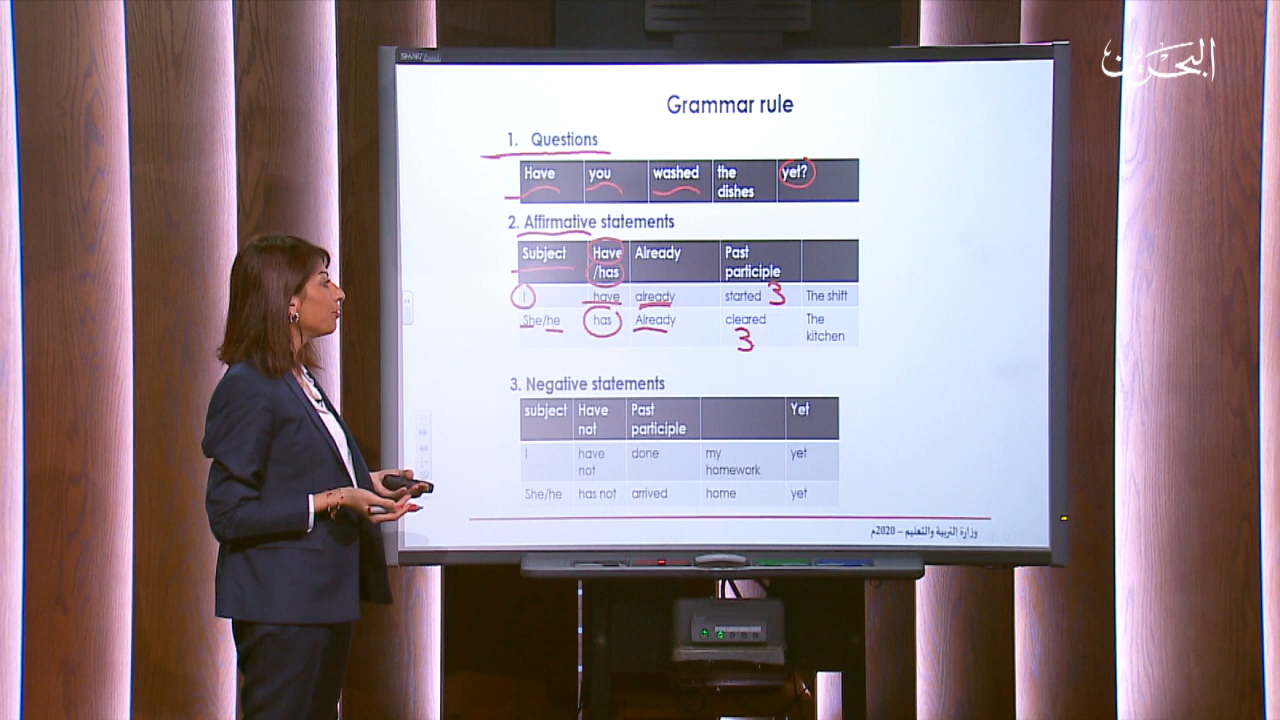 البحرين
SMART
Grammar rule
1. Questions
Have you washed the dishes yet?
2. Affirmative statements
Subject Have /has Already Past participle
I have already started 3 The shift
She/he has Already cleared 3 The kitchen
3. Negative statements
subject Have not Past participle Yet
I have not done my homework yet
She/he has not arrived home yet
وزارة التربية والتعليم – 2020م